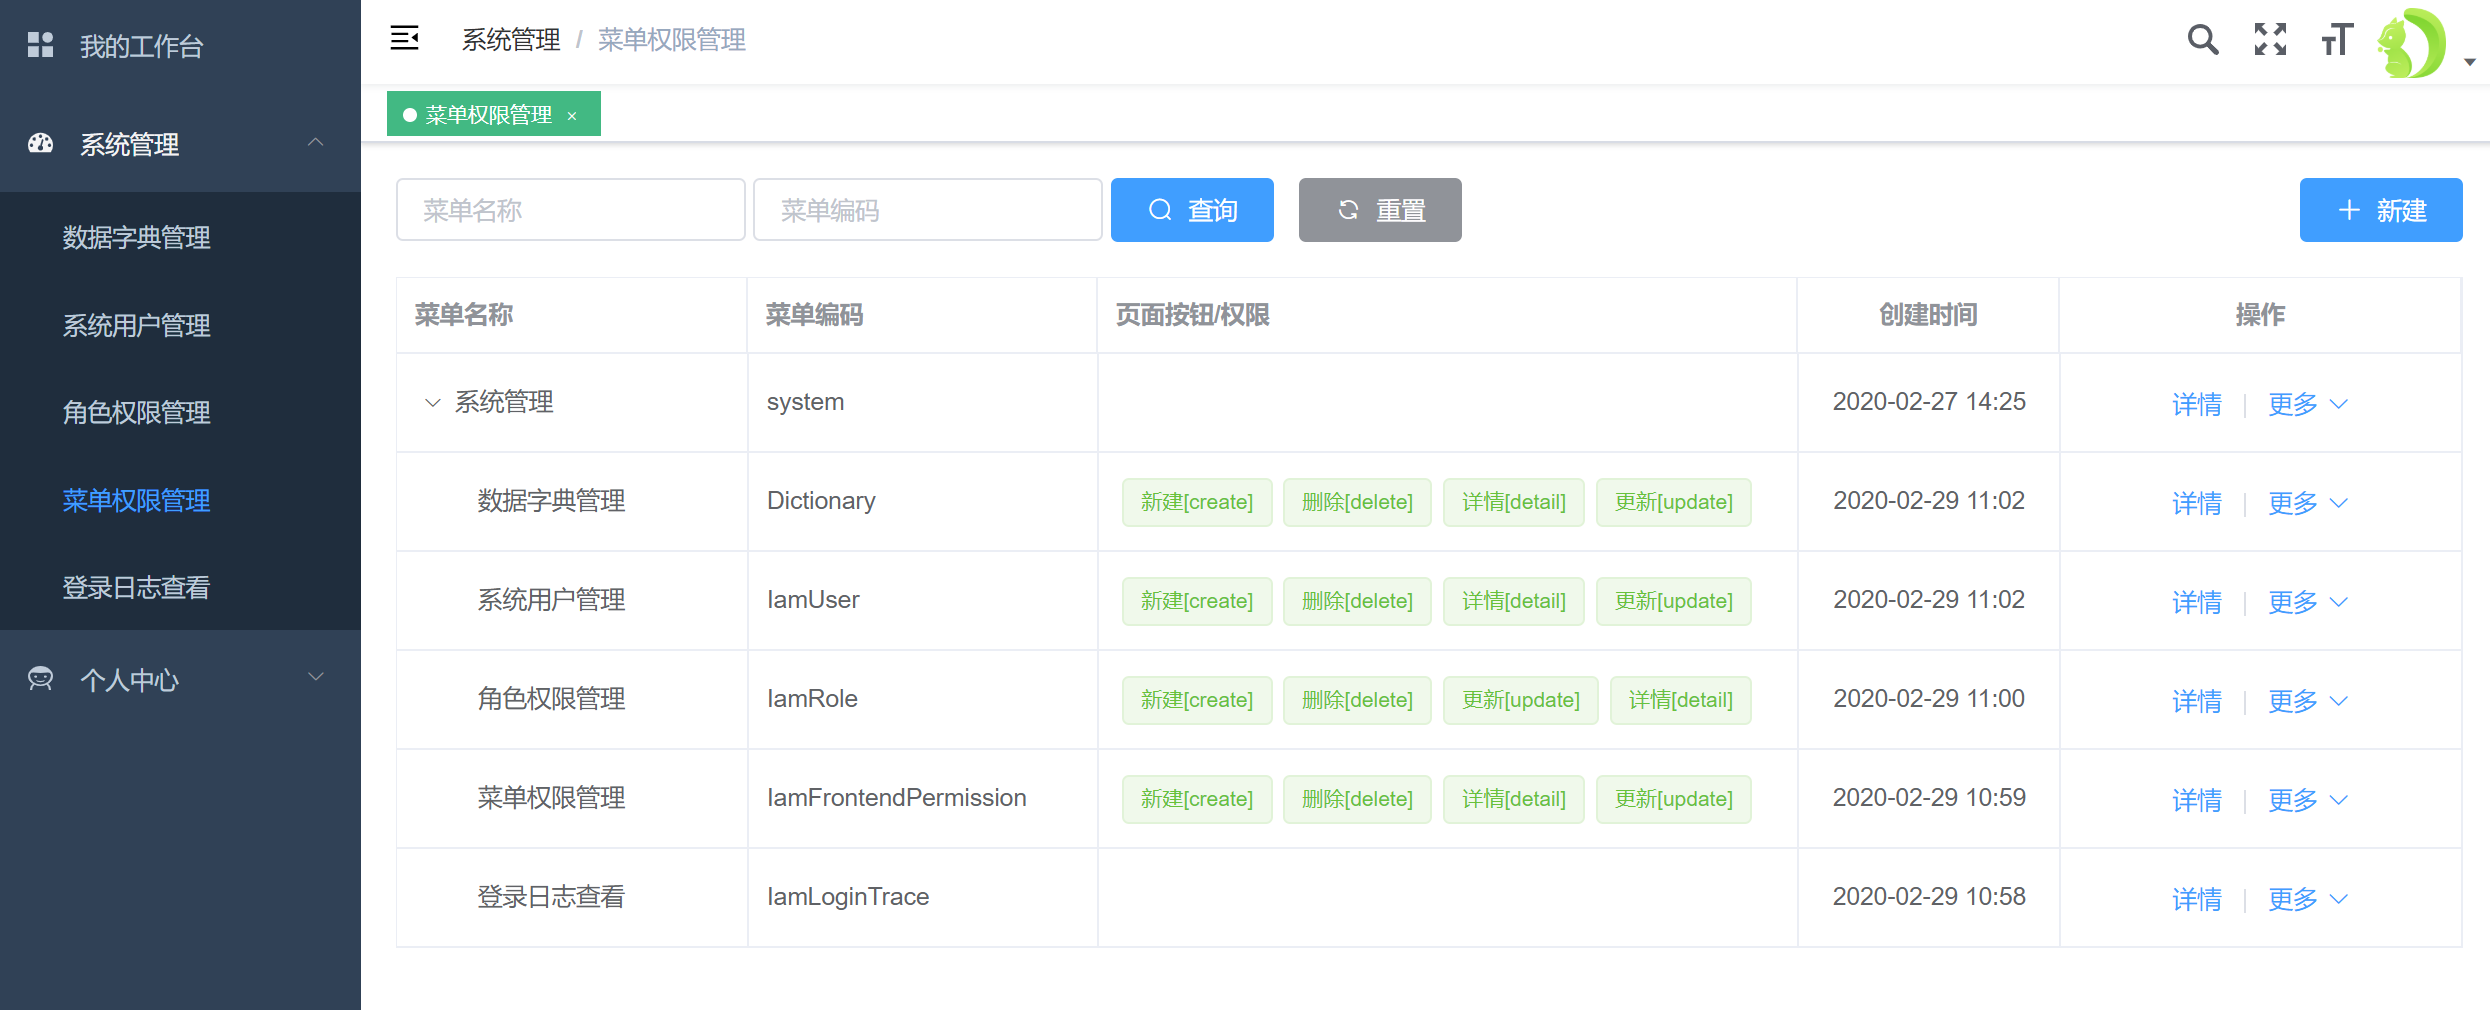 我的工作台
系统管理
数据字典管理
系统用户管理
角色权限管理
菜单权限管理
登录日志查看
个人中心
系统管理 / 菜单权限管理
菜单权限管理 ×
菜单名称 菜单编码 查询 重置 新建
菜单名称 菜单编码 页面按钮/权限 创建时间 操作
系统管理 system 2020-02-27 14:25 详情 更多
数据字典管理 Dictionary 新建[create] 删除[delete] 详情[detail] 更新[update] 2020-02-29 11:02 详情 更多
系统用户管理 IamUser 新建[create] 删除[delete] 详情[detail] 更新[update] 2020-02-29 11:02 详情 更多
角色权限管理 IamRole 新建[create] 删除[delete] 更新[update] 详情[detail] 2020-02-29 11:00 详情 更多
菜单权限管理 IamFrontendPermission 新建[create] 删除[delete] 详情[detail] 更新[update] 2020-02-29 10:59 详情 更多
登录日志查看 IamLoginTrace 2020-02-29 10:58 详情 更多